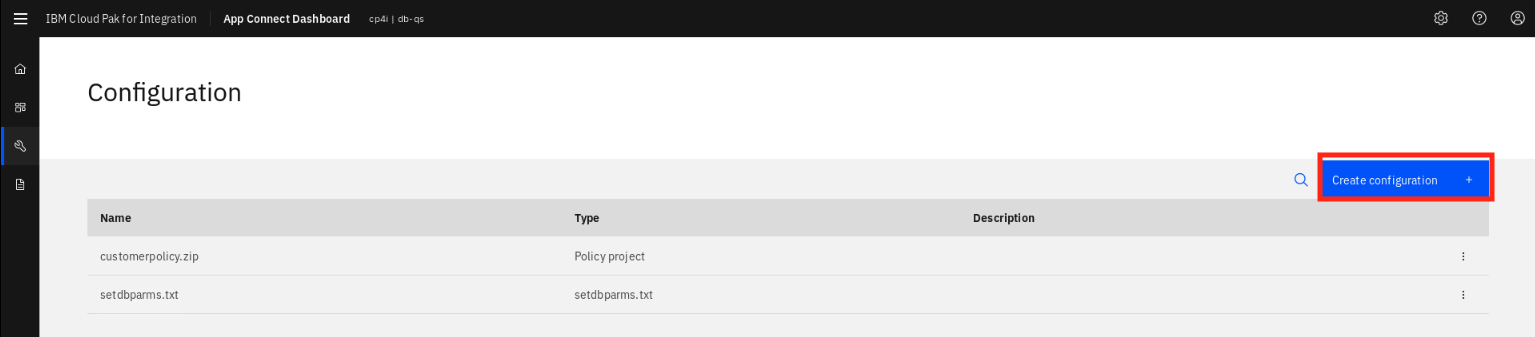 IBM Cloud Pak for Integration App Connect Dashboard cp4i | db-qs
Configuration
Create configuration +
Name Type Description
customerpolicy.zip Policy project
setdbparms.txt setdbparms.txt